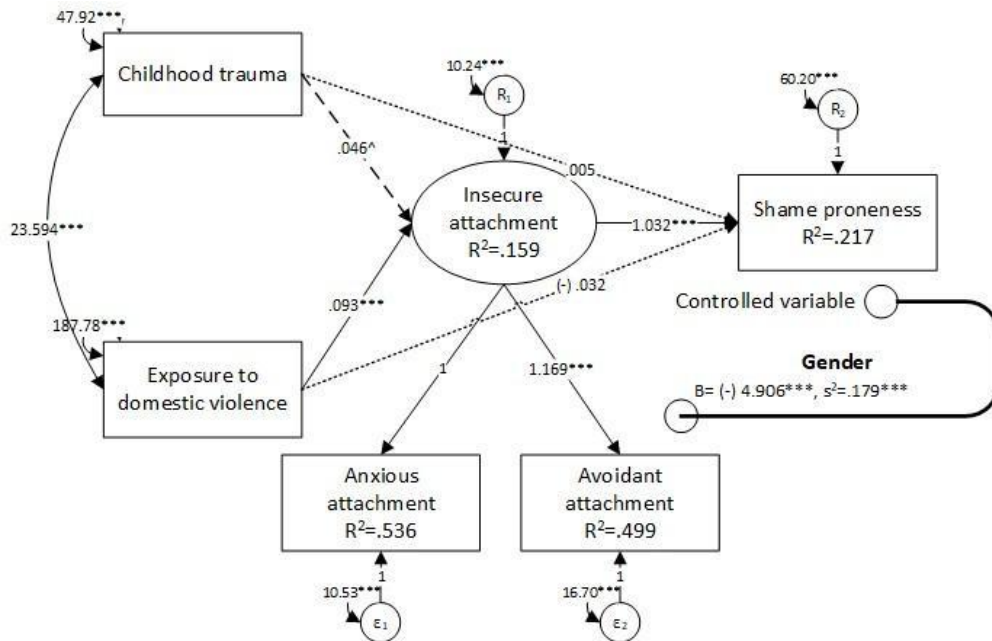 47.92***
Childhood trauma
10.24***
R1
1
60.20***
R2
1
.046^
.005
Insecure
attachment
R²=.159
1.032***
Shame proneness
R²=.217
23.594***
.093***
(-) .032
Controlled variable
187.78***
Exposure to
domestic violence
1
1.169***
Gender
B= (-) 4.906***, s²=.179***
Anxious
attachment
R²=.536
Avoidant
attachment
R²=.499
1
10.53***
ε1
1
16.70***
ε2